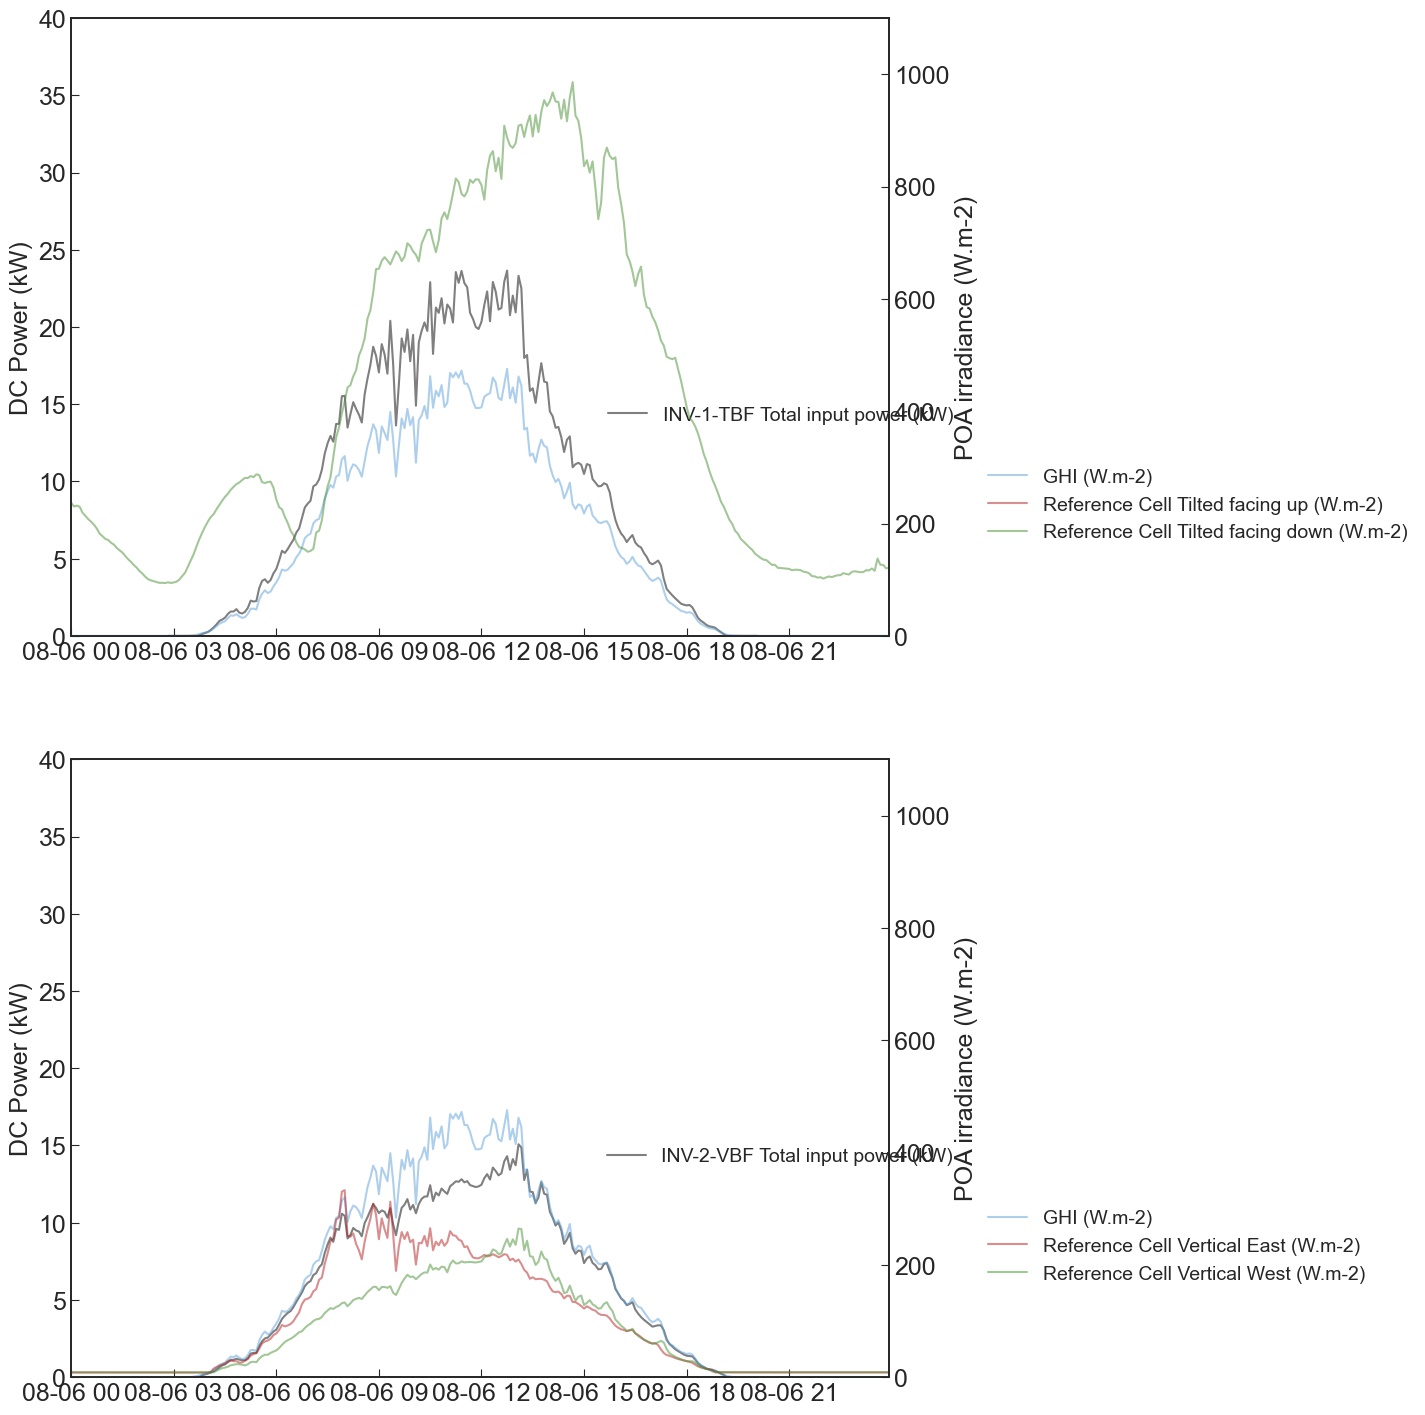 40
35
30
25
20
15
10
5
0
DC Power (kW)
1000
800
600
400
200
0
POA irradiance (W.m-2)
INV-1-TBF Total input power (kW)
GHI (W.m-2)
Reference Cell Tilted facing up (W.m-2)
Reference Cell Tilted facing down (W.m-2)
08-06 00 08-06 03 08-06 06 08-06 09 08-06 12 08-06 15 08-06 18 08-06 21
40
35
30
25
20
15
10
5
0
DC Power (kW)
1000
800
600
400
200
0
POA irradiance (W.m-2)
INV-2-VBF Total input power (kW)
GHI (W.m-2)
Reference Cell Vertical East (W.m-2)
Reference Cell Vertical West (W.m-2)
08-06 00 08-06 03 08-06 06 08-06 09 08-06 12 08-06 15 08-06 18 08-06 21